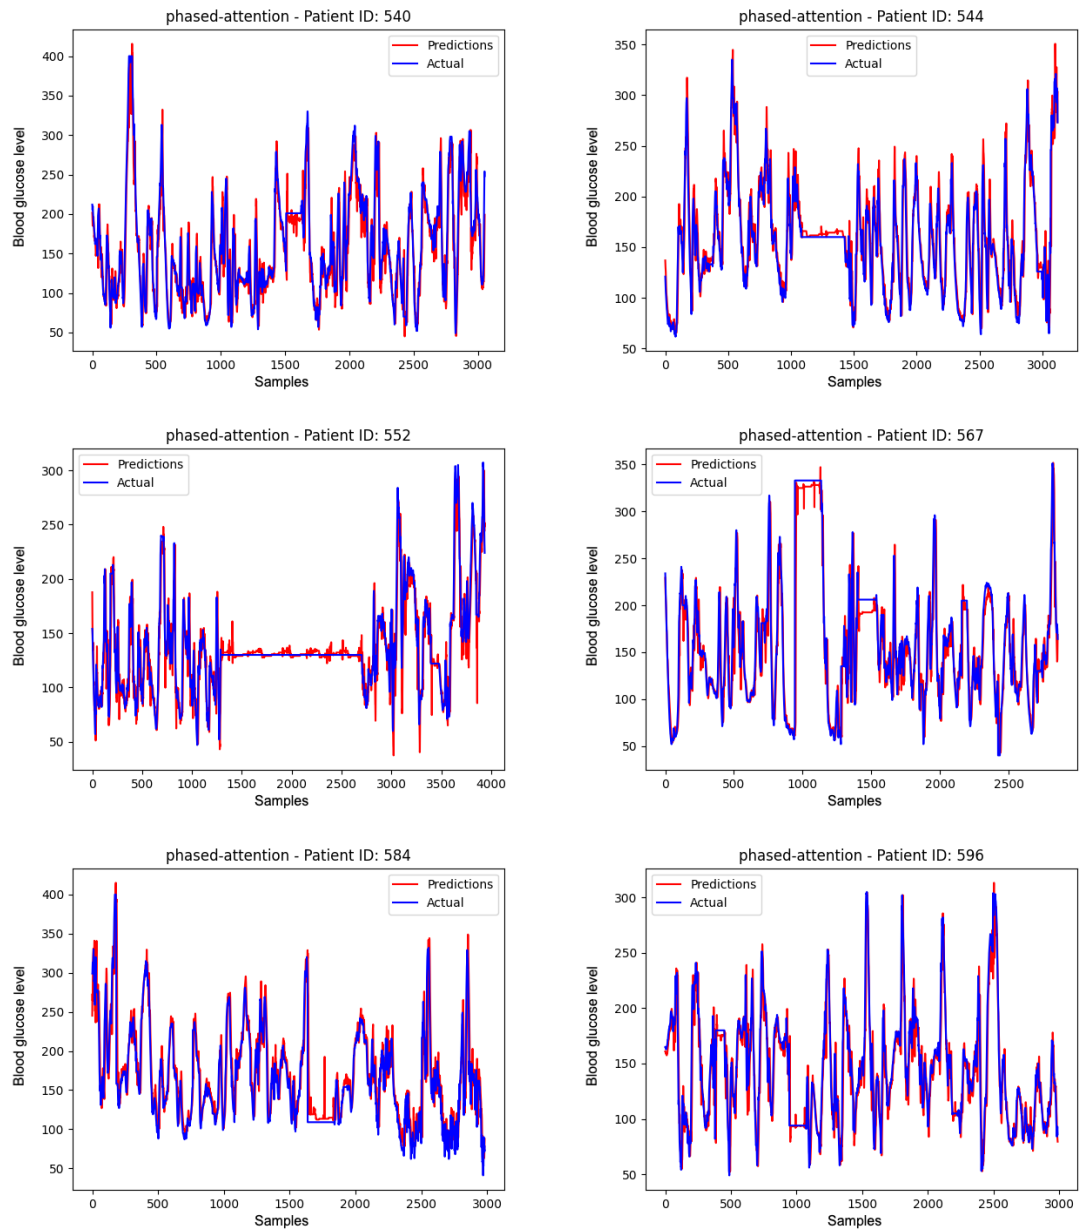 phased-attention - Patient ID: 540
Predictions
Actual
Blood glucose level
400
350
300
250
200
150
100
50
0
500
1000
1500
2000
2500
3000
Samples
phased-attention - Patient ID: 544
Predictions
Actual
Blood glucose level
350
300
250
200
150
100
50
0
500
1000
1500
2000
2500
3000
Samples
phased-attention - Patient ID: 552
Predictions
Actual
Blood glucose level
300
250
200
150
100
50
0
500
1000
1500
2000
2500
3000
3500
4000
Samples
phased-attention - Patient ID: 567
Predictions
Actual
Blood glucose level
350
300
250
200
150
100
50
0
500
1000
1500
2000
2500
Samples
phased-attention - Patient ID: 584
Predictions
Actual
Blood glucose level
400
350
300
250
200
150
100
50
0
500
1000
1500
2000
2500
3000
Samples
phased-attention - Patient ID: 596
Predictions
Actual
Blood glucose level
300
250
200
150
100
50
0
500
1000
1500
2000
2500
3000
Samples